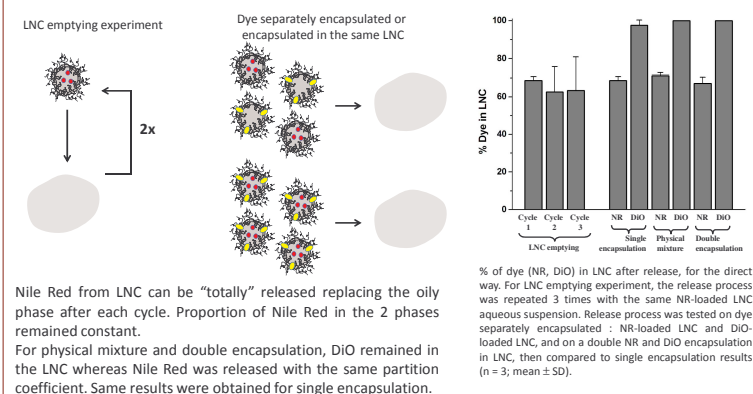 LNC emptying experiment
2x
Dye separately encapsulated or
encapsulated in the same LNC
Nile Red from LNC can be “totally” released replacing the oily
phase after each cycle. Proportion of Nile Red in the 2 phases
remained constant.
For physical mixture and double encapsulation, DiO remained in
the LNC whereas Nile Red was released with the same partition
coefficient. Same results were obtained for single encapsulation.
% Dye in LNC
100
80
60
40
20
0
Cycle Cycle Cycle NR DiO NR DiO NR DiO
1 2 3
LNC emptying
Single
encapsulation
Physical
mixture
Double
encapsulation
% of dye (NR, DiO) in LNC after release, for the direct
way. For LNC emptying experiment, the release process
was repeated 3 times with the same NR-loaded LNC
aqueous suspension. Release process was tested on dye
separately encapsulated : NR-loaded LNC and DiO-
loaded LNC, and on a double NR and DiO encapsulation
in LNC, then compared to single encapsulation results
(n = 3; mean ± SD).